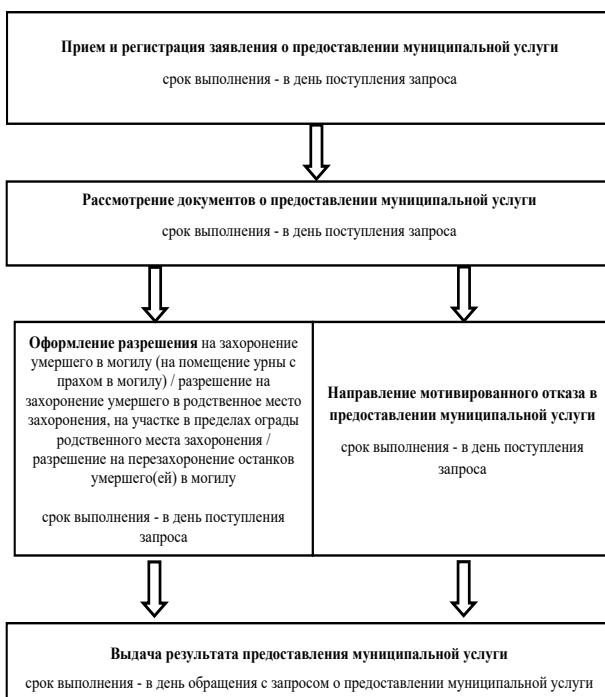 Прием и регистрация заявления о предоставлении муниципальной услуги
срок выполнения - в день поступления запроса
Рассмотрение документов о предоставлении муниципальной услуги
срок выполнения - в день поступления запроса
Оформление разрешения на захоронение
умершего в могилу (на помещение урны с
прахом в могилу) / разрешение на
захоронение умершего в родственное место
захоронения, на участке в пределах ограды
родственного места захоронения /
разрешение на перезахоронение останков
умершего(ей) в могилу
срок выполнения - в день поступления
запроса
Направление мотивированного отказа в
предоставлении муниципальной услуги
срок выполнения - в день поступления
запроса
Выдача результата предоставления муниципальной услуги
срок выполнения - в день обращения с запросом о предоставлении муниципальной услуги